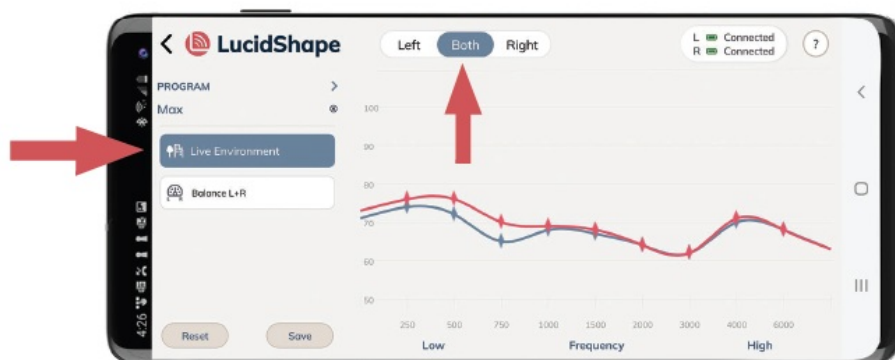 LucidShape
Left Both Right
L Connected
R Connected
?
PROGRAM
Max
Live Environment
Balance L+R
100
90
80
70
60
50
250 500 750 1000 1500 2000 3000 4000 6000
Low Frequency High
Reset Save
4:26